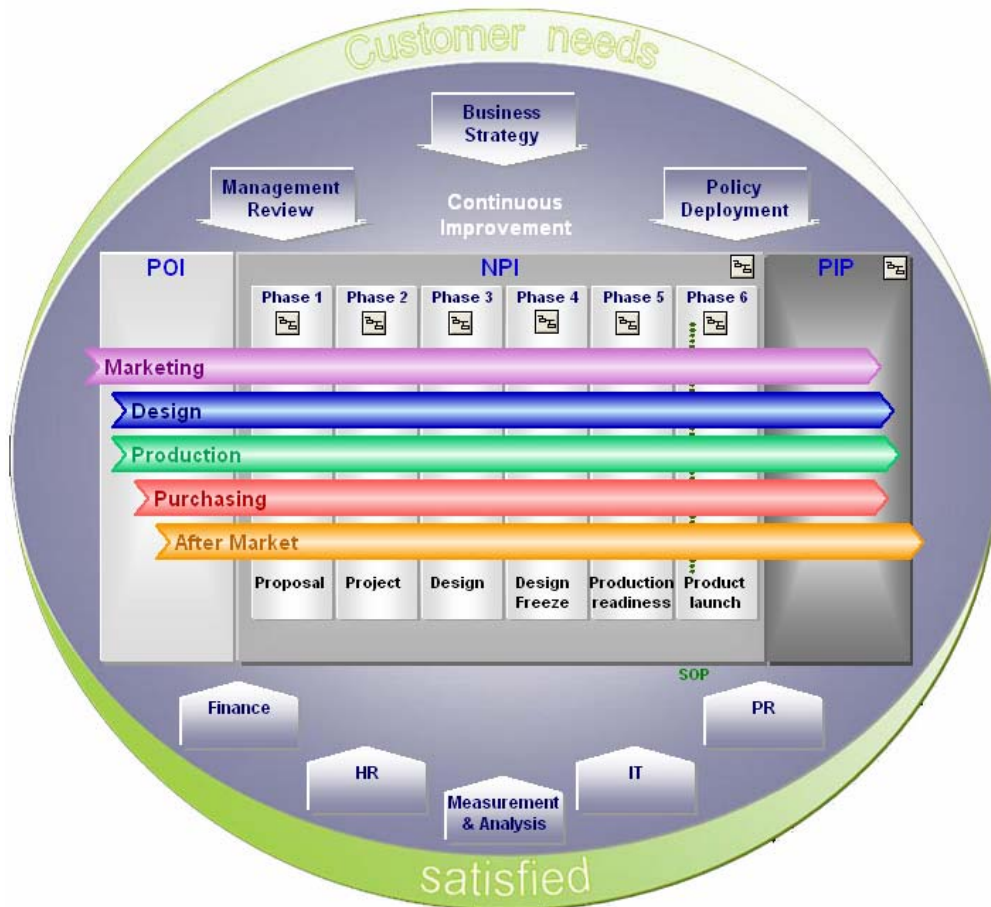 Customer needs
Business
Strategy
Management
Review
Policy
Deployment
Continuous
Improvement
POI
NPI
PIP
Phase 1
Phase 2
Phase 3
Phase 4
Phase 5
Phase 6
Marketing
Design
Production
Purchasing
After Market
Proposal
Project
Design
Design
Freeze
Production
readiness
Product
launch
SOP
Finance
PR
HR
IT
Measurement
& Analysis
satisfied